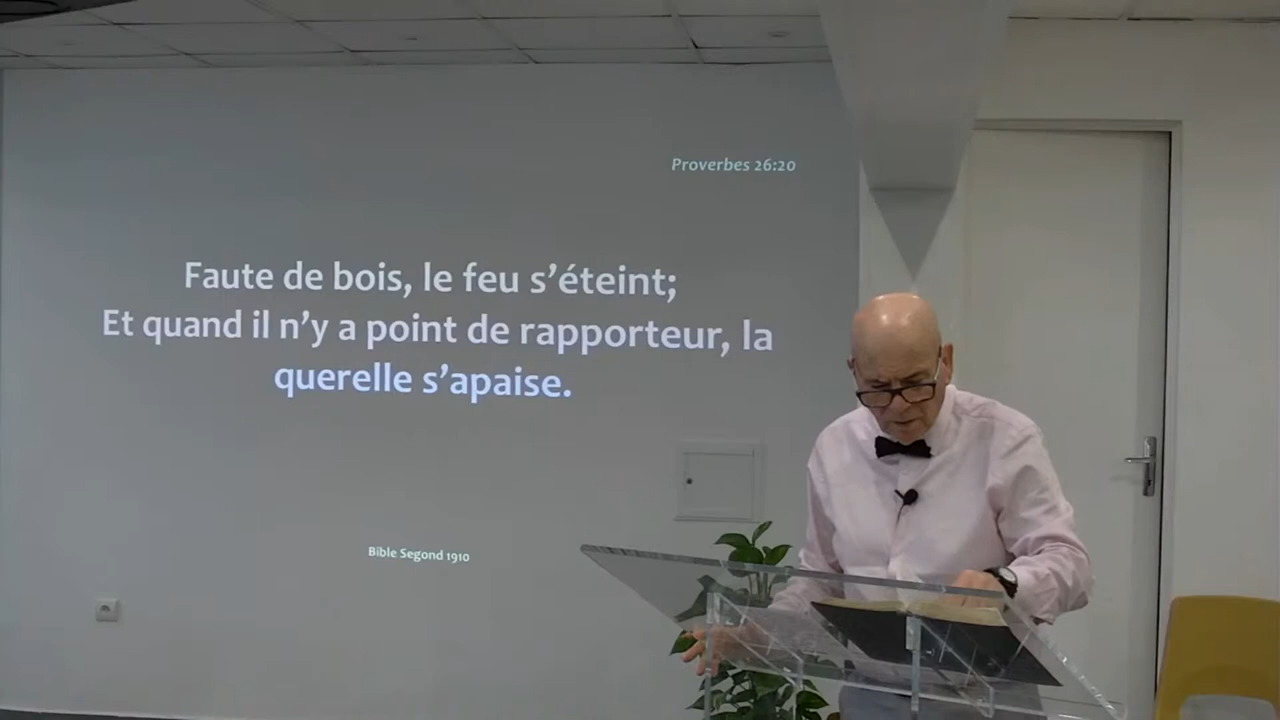 Proverbes 26:20
Faute de bois, le feu s’éteint;
Et quand il n’y a point de rapporteur, la
querelle s’apaise.
Bible Segond 1910